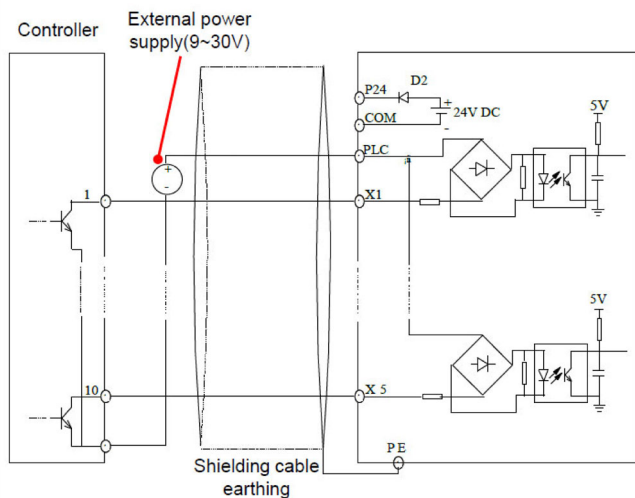 Controller
External power
supply(9~30V)
P24
D2
COM
+
24V DC
-
5V
PLC
+
-
1
X1
5V
10
X 5
PE
Shielding cable
earthing